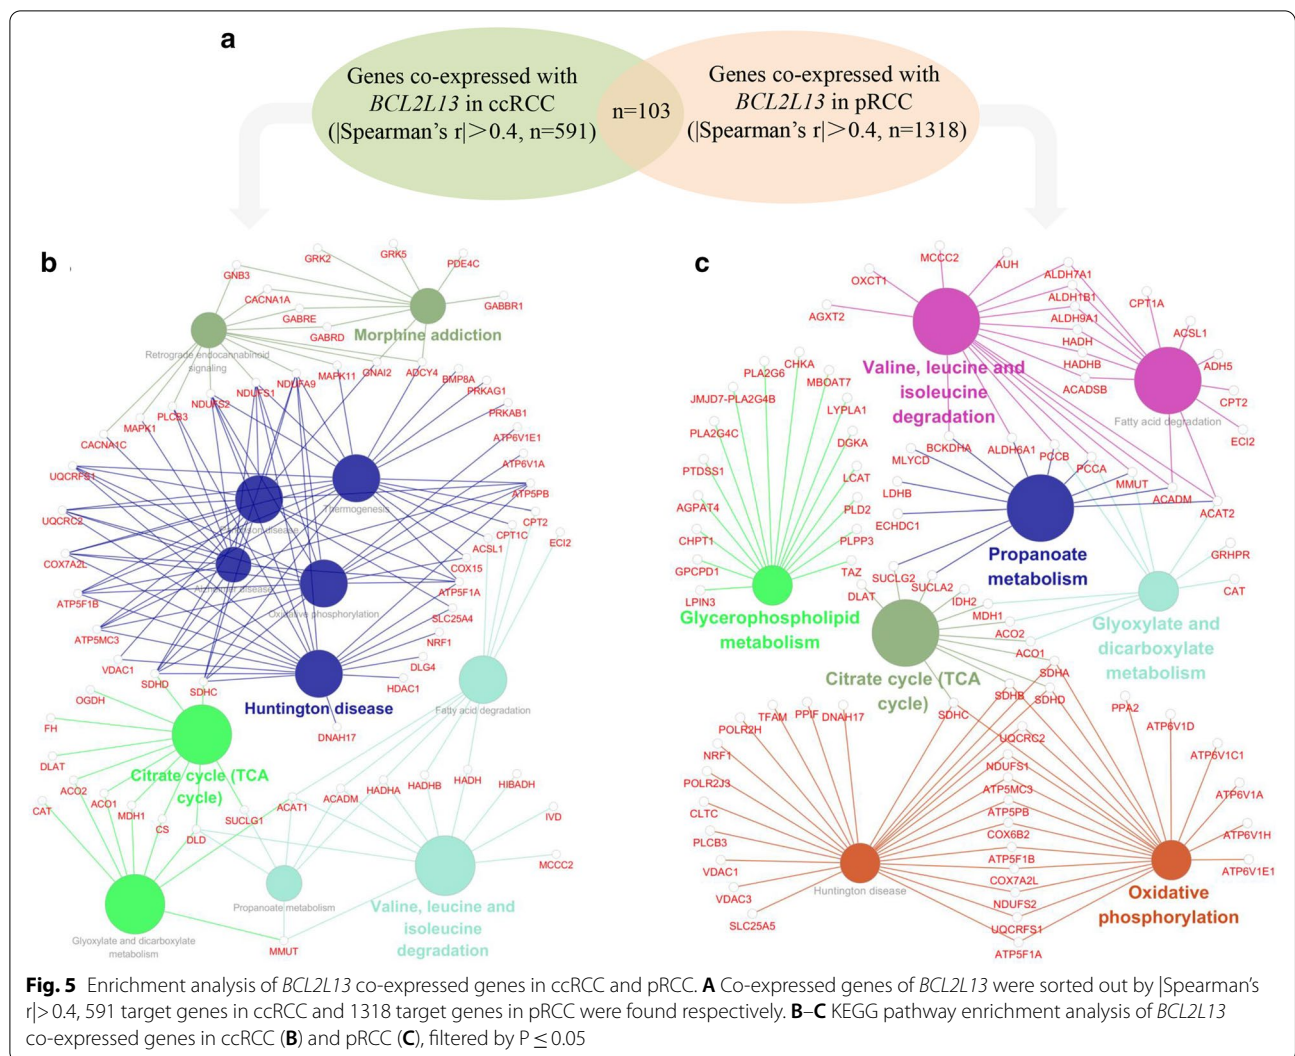 a
Genes co-expressed with
BCL2L13 in ccRCC
(|Spearman's r|>0.4, n=591)
n=103
Genes co-expressed with
BCL2L13 in pRCC
(|Spearman's r|>0.4, n=1318)
b
GRK2
GRK5
PDE4C
GNB3
CACNA1A
GABRE
GABRD
GABBR1
Morphine addiction
Retrograde endocannabinoid
signaling
MAPK11
GNAI2
ADCY4
BMP8A
PRKAG1
PRKAB1
NDUFA9
NDUFS1
NDUFS2
PLCB3
MAPK1
CACNA1C
ATP6V1E1
ATP6V1A
ATP5PB
UQCRFS1
Thermogenesis
UQCRC2
CPT2
CPT1C
ECI2
ACSL1
COX7A2L
COX15
Oxidative phosphorylation
ATP5F1B
ATP5F1A
SLC25A4
ATP5MC3
NRF1
VDAC1
DLG4
SDHD
SDHC
HDAC1
OGDH
Huntington disease
Fatty acid degradation
FH
DNAH17
DLAT
Citrate cycle (TCA
cycle)
ACO2
ACO1
MDH1
CAT
CS
DLD
SUCLG1
ACAT1
ACADM
HADHA
HADHB
HADH
HIBADH
IVD
MCCC2
Propanoate metabolism
Valine, leucine and
isoleucine
degradation
Glyoxylate and dicarboxylate
metabolism
MMUT
c
MCCC2
AUH
OXCT1
ALDH7A1
AGXT2
ALDH1B1
CPT1A
ALDH9A1
ACSL1
HADH
HADHB
ADH5
ACADSB
CPT2
ECI2
Valine, leucine and
isoleucine
degradation
Fatty acid degradation
CHKA
PLA2G6
MBOAT7
JMJD7-PLA2G4B
LYPLA1
PLA2G4C
DGKA
PTDSS1
LCAT
AGPAT4
PLD2
CHPT1
PLPP3
GPCPD1
TAZ
LPIN3
Glycerophospholipid
metabolism
BCKDHA
ALDH6A1
PCCB
PCCA
MMUT
ACADM
ACAT2
MLYCD
LDHB
ECHDC1
Propanoate
metabolism
SUCLG2
SUCLA2
GRHPR
CAT
DLAT
IDH2
MDH1
ACO2
ACO1
Glyoxylate and
dicarboxylate
metabolism
Citrate cycle (TCA
cycle)
SDHA
SDHB
SDHD
SDHC
TFAM
PPIF
DNAH17
POLR2H
NRF1
POLR2J3
CLTC
PLCB3
VDAC1
VDAC3
SLC25A5
Huntington disease
UQCRC2
NDUFS1
ATP5MC3
ATP5PB
COX6B2
ATP5F1B
COX7A2L
NDUFS2
UQCRFS1
ATP5F1A
PPA2
ATP6V1D
ATP6V1C1
ATP6V1A
ATP6V1H
ATP6V1E1
Oxidative
phosphorylation
Fig. 5 Enrichment analysis of BCL2L13 co-expressed genes in ccRCC and pRCC. A Co-expressed genes of BCL2L13 were sorted out by |Spearman's
r|> 0.4, 591 target genes in ccRCC and 1318 target genes in pRCC were found respectively. B–C KEGG pathway enrichment analysis of BCL2L13
co-expressed genes in ccRCC (B) and pRCC (C), filtered by P ≤ 0.05